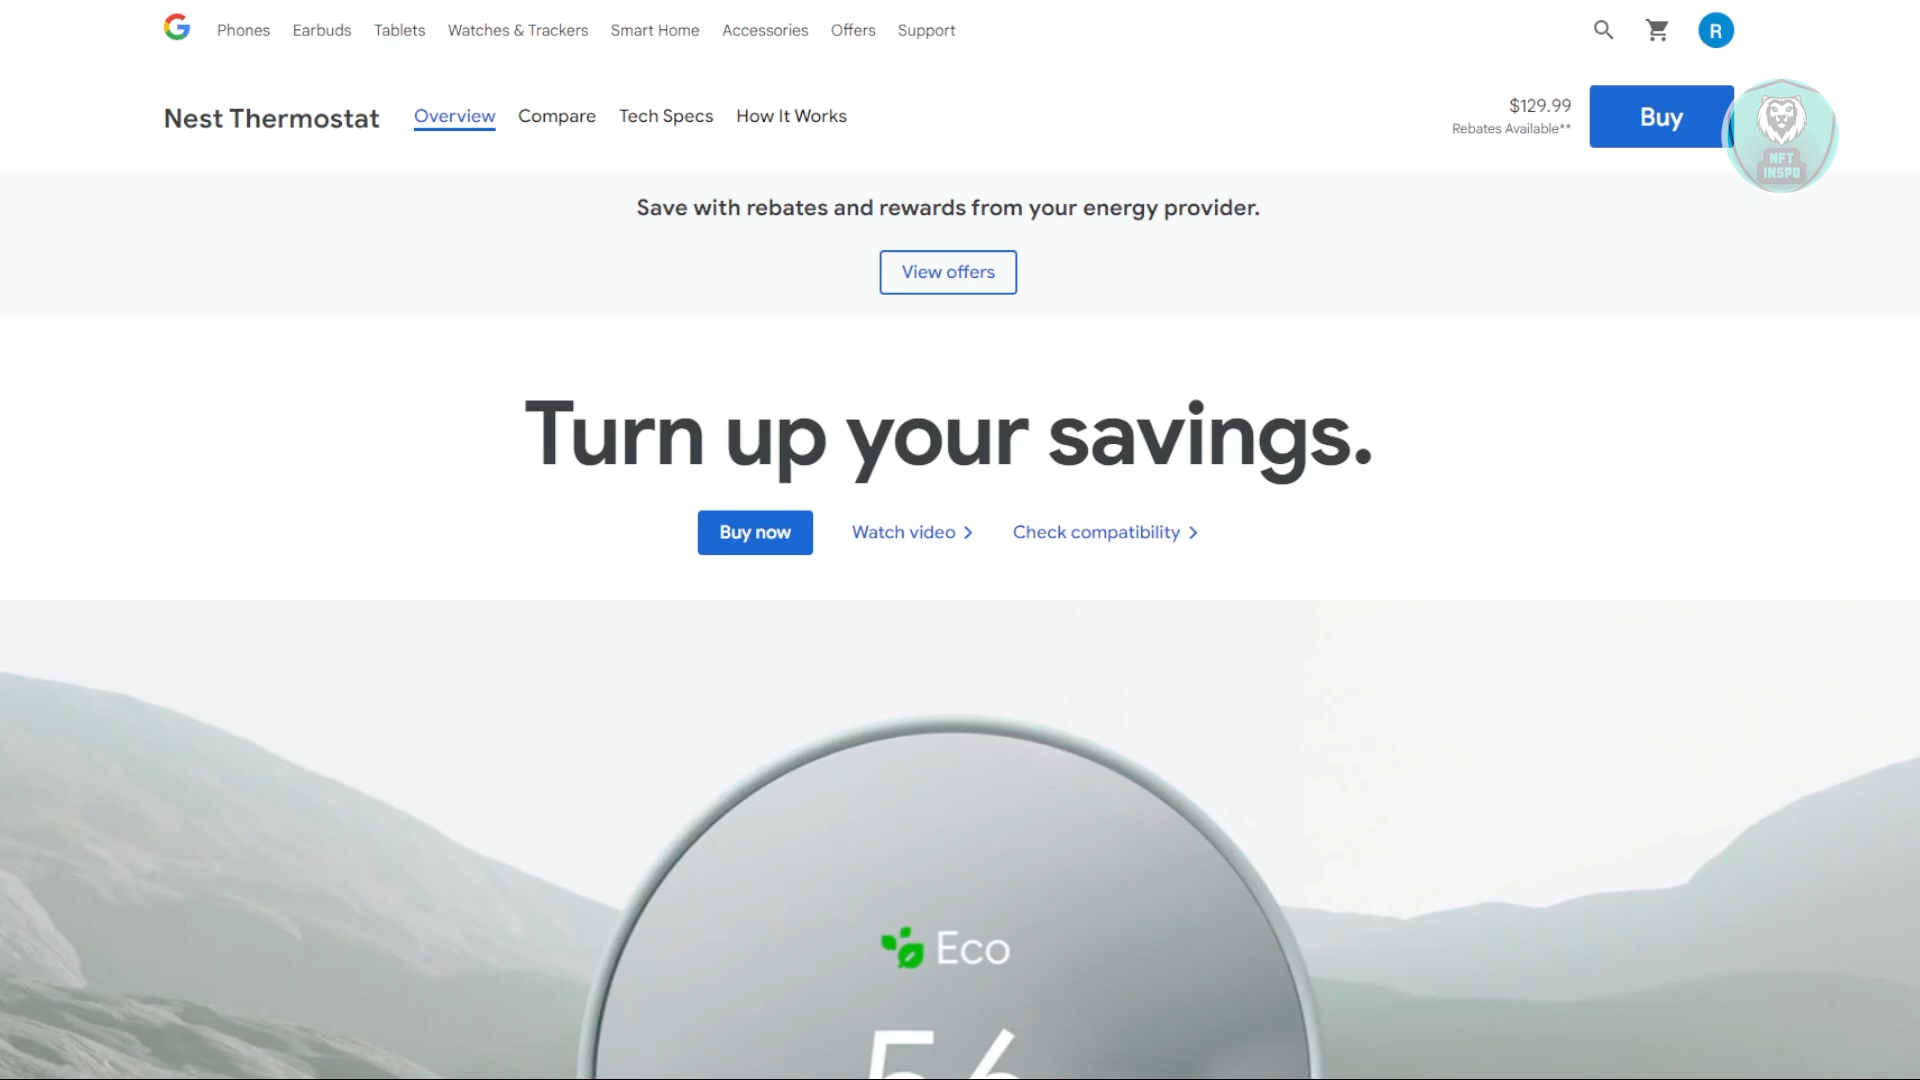 Phones Earbuds Tablets Watches & Trackers Smart Home Accessories Offers Support
R
Nest Thermostat Overview Compare Tech Specs How It Works
$129.99
Rebates Available**
Buy
NFT
INSPO
Save with rebates and rewards from your energy provider.
View offers
Turn up your savings.
Buy now Watch video Check compatibility
Eco
56